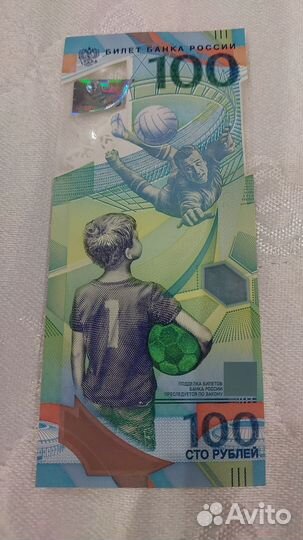 БИЛЕТ БАНКА РОССИИ
100
1
ПОДДЕЛКА БИЛЕТОВ
БАНКА РОССИИ
ПРЕСЛЕДУЕТСЯ ПО ЗАКОНУ
100
СТО РУБЛЕЙ
Avito